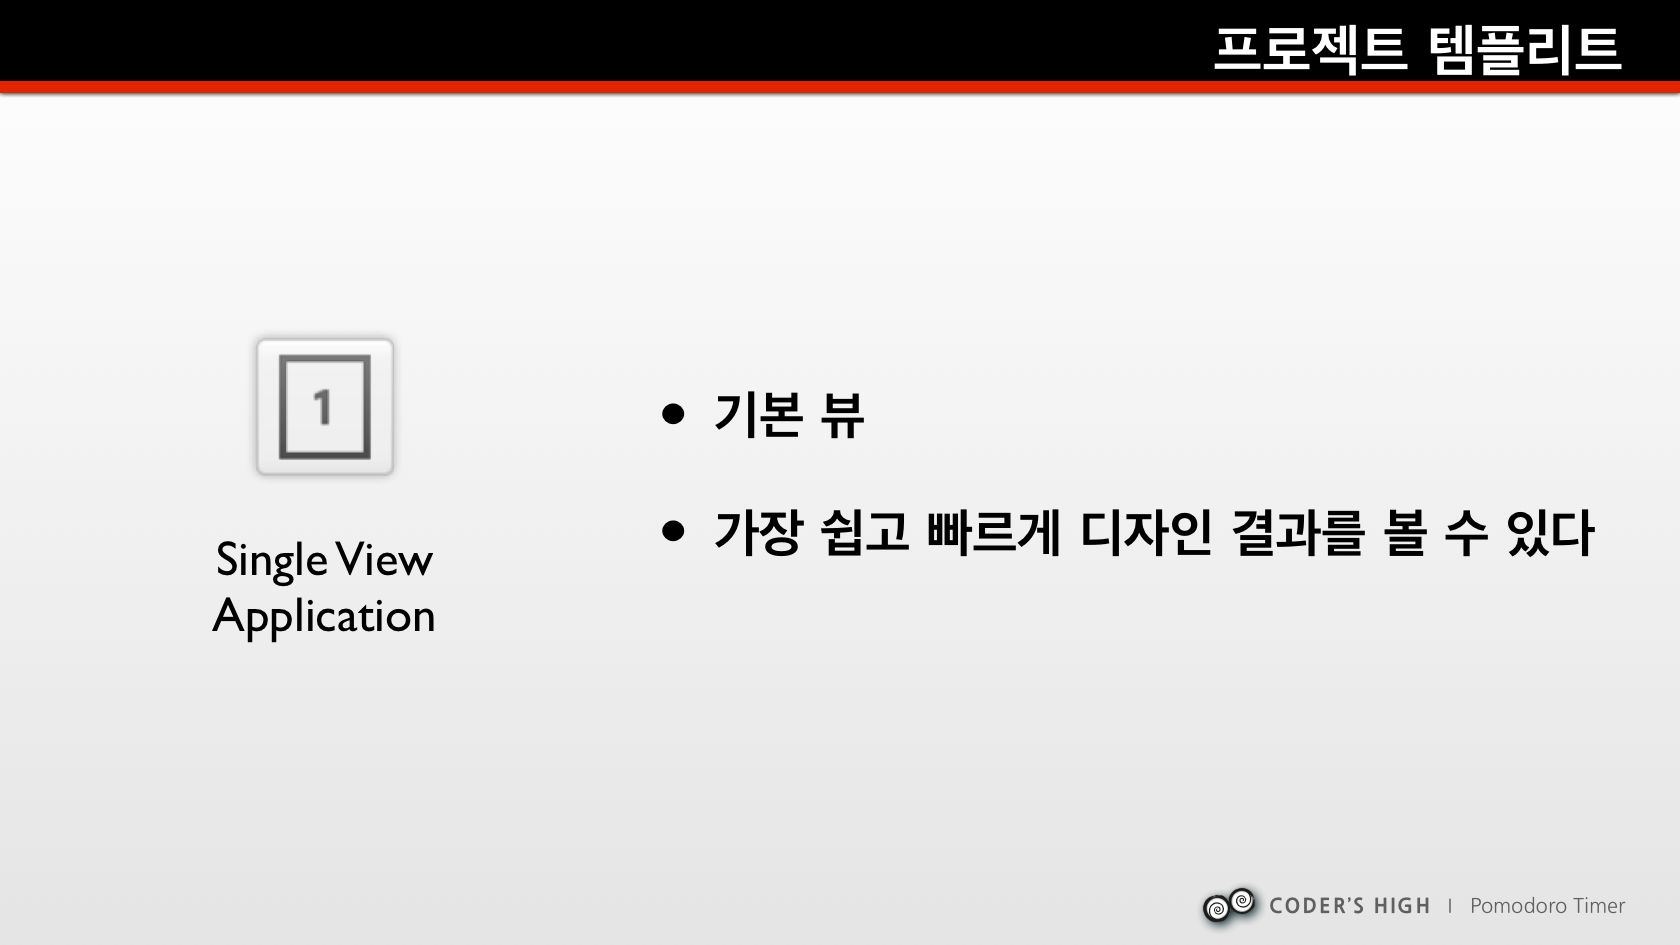 프로젝트 템플리트
1
Single View
Application
● 기본 뷰
● 가장 쉽고 빠르게 디자인 결과를 볼 수 있다
CODER'S HIGH | Pomodoro Timer